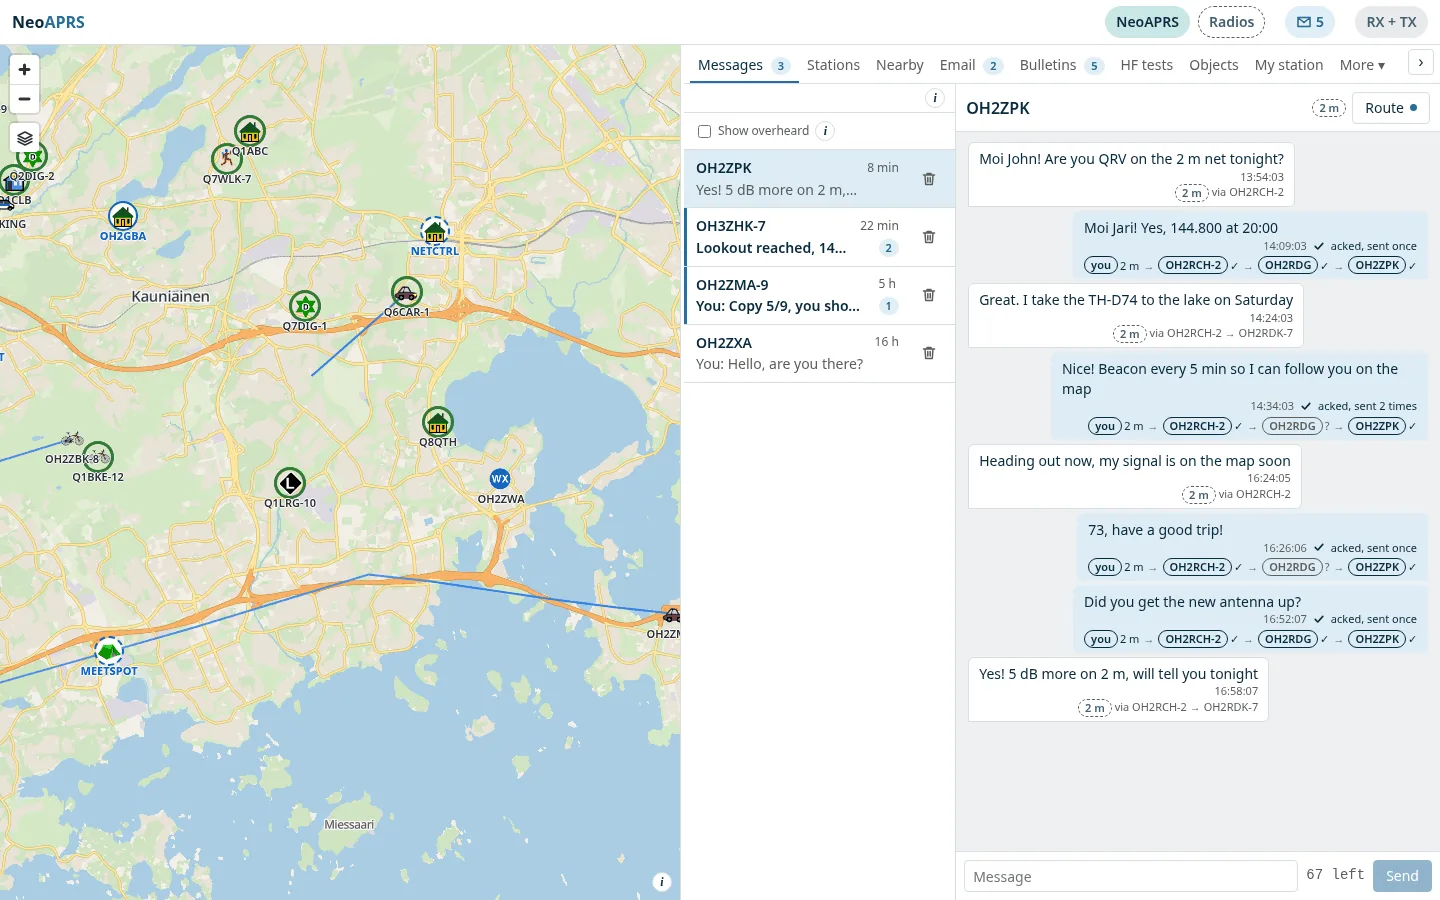 NeoAPRS
NeoAPRS
Radios
5
RX + TX
Messages 3
Stations
Nearby
Email 2
Bulletins 5
HF tests
Objects
My station
More ▾
›
+
−
9
Q1ABC
Q7WLK-7
Q2DIG-2
Q1CLB
KING
OH2GBA
NETCTRL
Kauniainen
Q7DIG-1
Q6CAR-1
T
Q8QTH
OH2ZBK-8
Q1BKE-12
L
Q1LRG-10
WX
OH2ZWA
OH2ZM
MEETSPOT
Miessaari
i
i
Show overheard i
OH2ZPK 8 min
Yes! 5 dB more on 2 m,...
OH3ZHK-7 22 min
Lookout reached, 14... 2
OH2ZMA-9 5 h
You: Copy 5/9, you sho... 1
OH2ZXA 16 h
You: Hello, are you there?
OH2ZPK
2 m
Route
Moi John! Are you QRV on the 2 m net tonight?
13:54:03
2 m via OH2RCH-2
Moi Jari! Yes, 144.800 at 20:00
14:09:03 ✓ acked, sent once
you 2 m → OH2RCH-2 ✓ → OH2RDG ✓ → OH2ZPK ✓
Great. I take the TH-D74 to the lake on Saturday
14:24:03
2 m via OH2RCH-2 → OH2RDK-7
Nice! Beacon every 5 min so I can follow you on the
map
14:34:03 ✓ acked, sent 2 times
you 2 m → OH2RCH-2 ✓ → OH2RDG ? → OH2ZPK ✓
Heading out now, my signal is on the map soon
16:24:05
2 m via OH2RCH-2
73, have a good trip!
16:26:06 ✓ acked, sent once
you 2 m → OH2RCH-2 ✓ → OH2RDG ? → OH2ZPK ✓
Did you get the new antenna up?
16:52:07 ✓ acked, sent once
you 2 m → OH2RCH-2 ✓ → OH2RDG ✓ → OH2ZPK ✓
Yes! 5 dB more on 2 m, will tell you tonight
16:58:07
2 m via OH2RCH-2 → OH2RDK-7
Message
67 left
Send